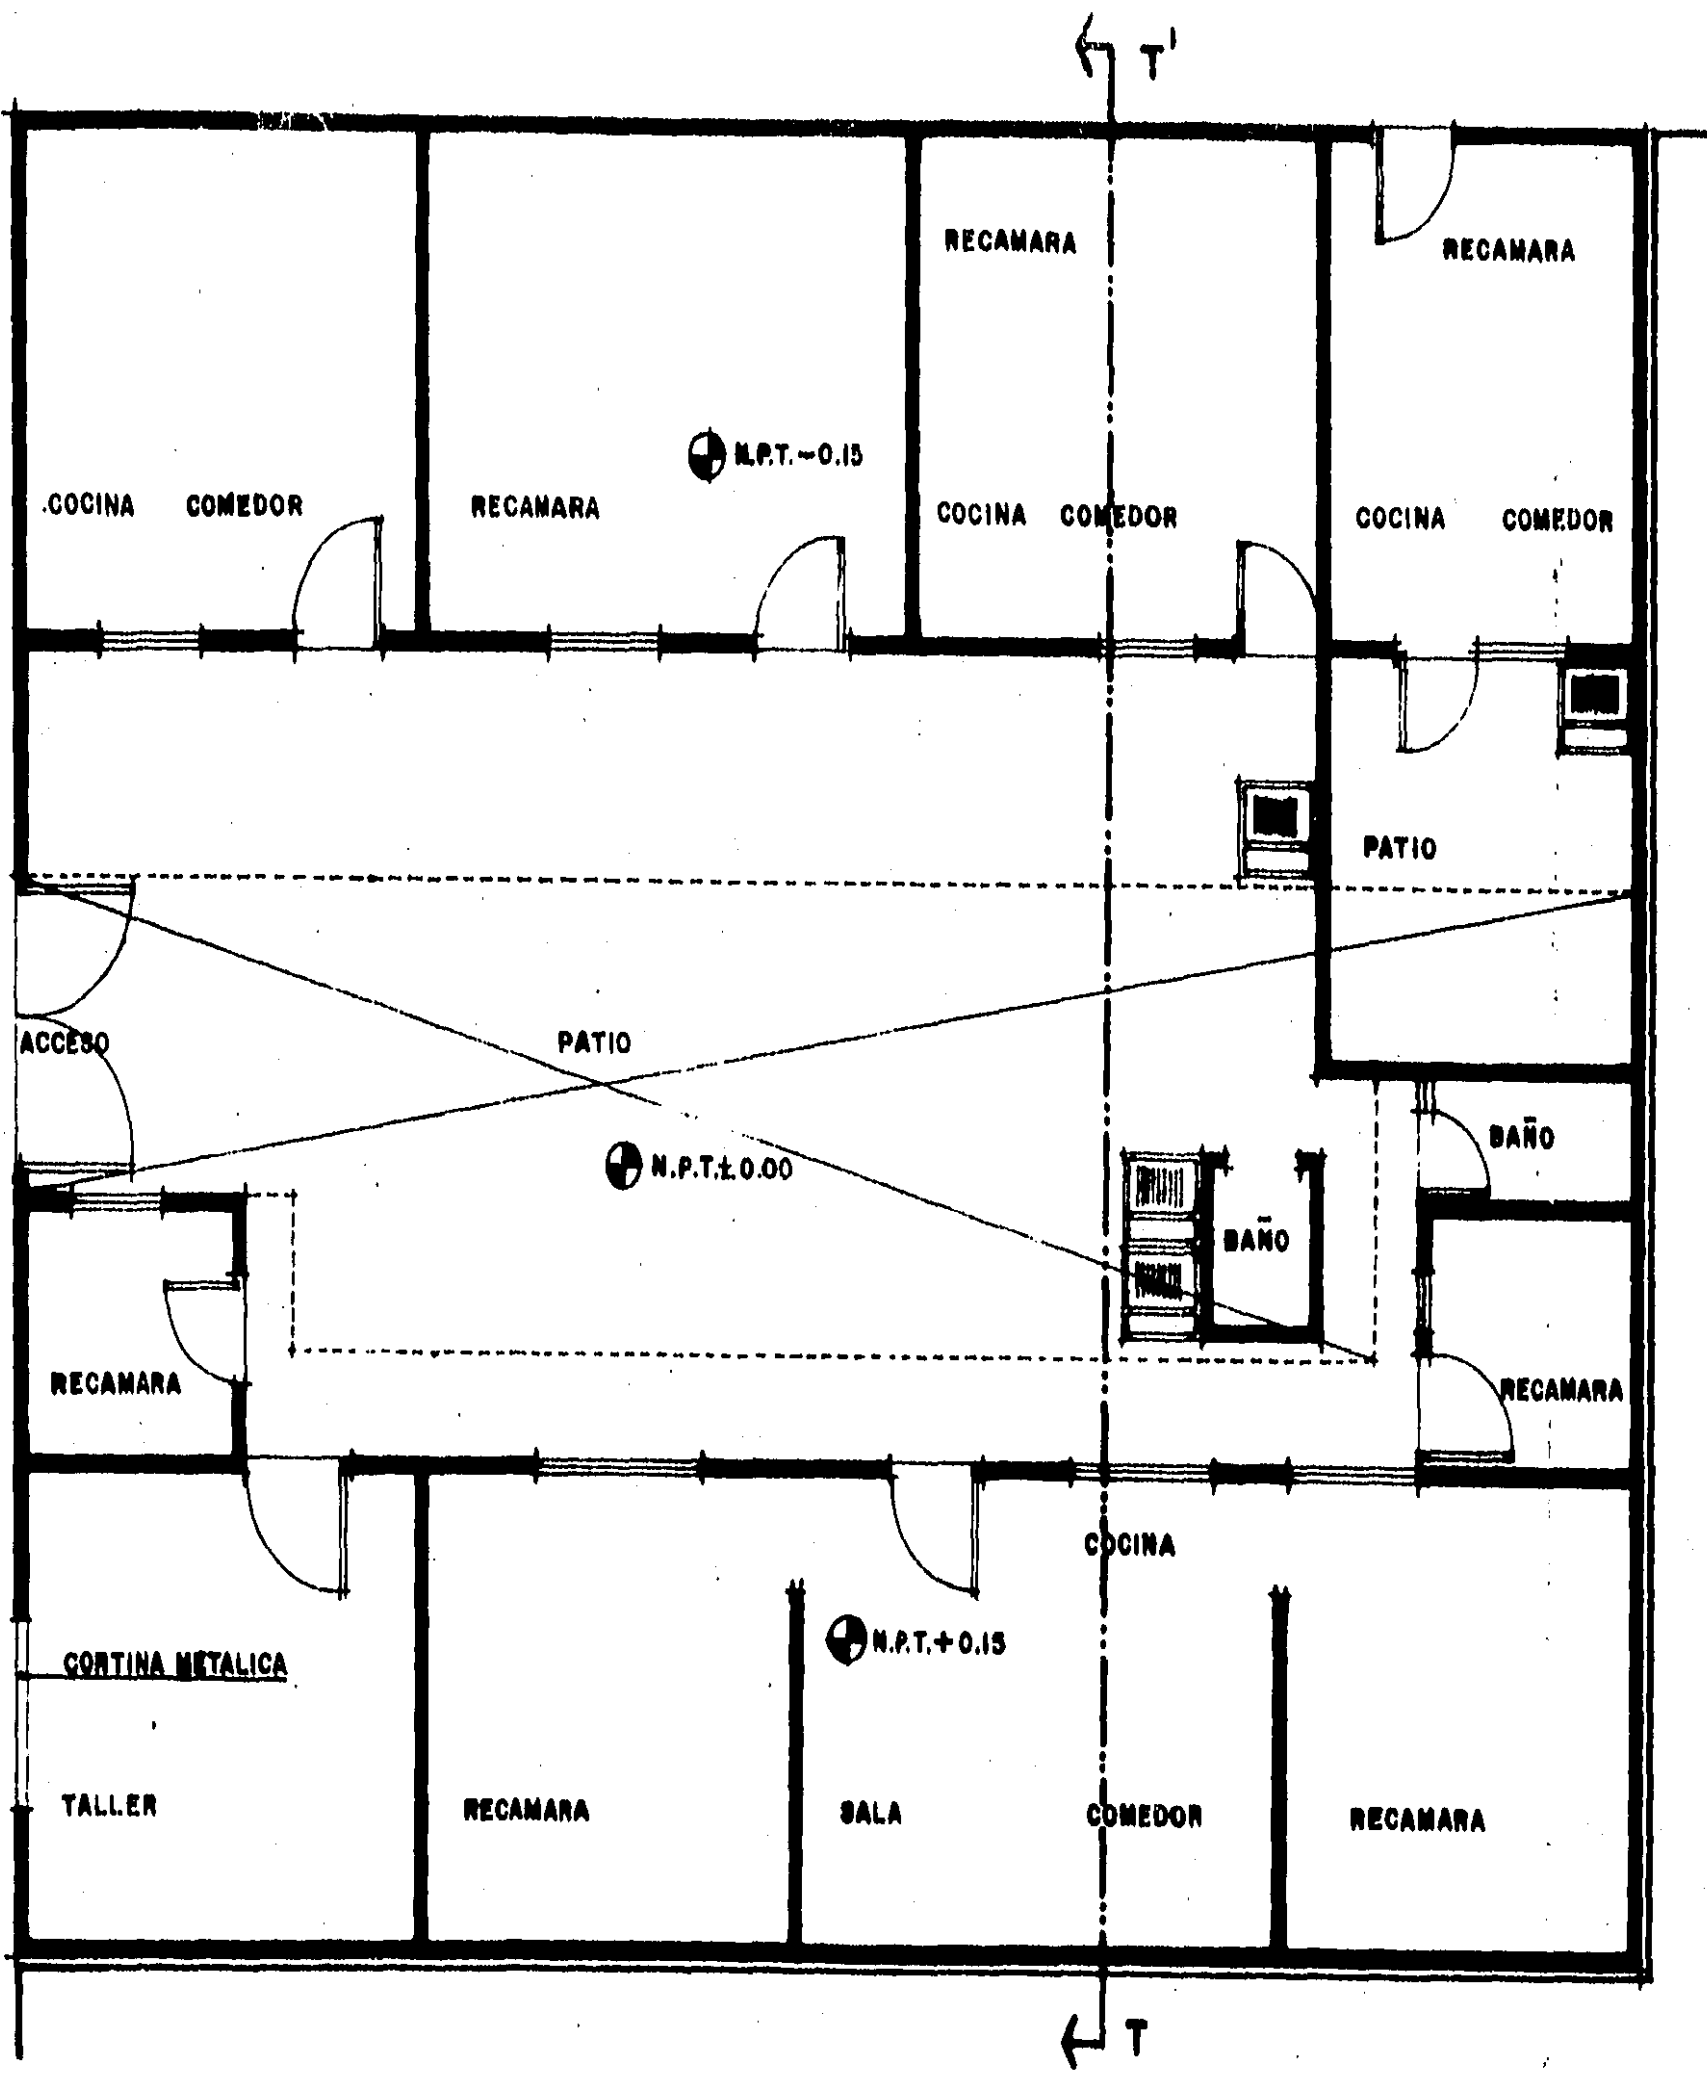 T'
RECAMARA
RECAMARA
N.P.T.-0.15
COCINA COMEDOR
RECAMARA
COCINA COMEDOR
COCINA COMEDOR
PATIO
ACCESO
PATIO
BAÑO
N.P.T.±0.00
BAÑO
RECAMARA
RECAMARA
COCINA
N.P.T.+0.15
CORTINA METALICA
TALLER
RECAMARA
SALA
COMEDOR
RECAMARA
T